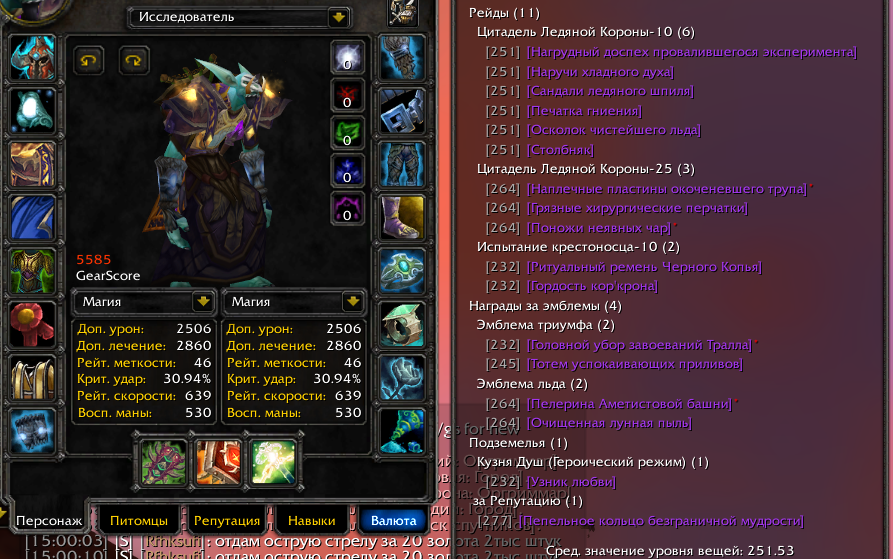 Исследователь
0
0
0
0
0
5585
GearScore
Магия
Магия
Доп. урон: 2506
Доп. лечение: 2860
Рейт. меткости: 46
Крит. удар: 30.94%
Рейт. скорости: 639
Восп. маны: 530
Доп. урон: 2506
Доп. лечение: 2860
Рейт. меткости: 46
Крит. удар: 30.94%
Рейт. скорости: 639
Восп. маны: 530
Персонаж
Питомцы
Репутация
Навыки
Валюта
Рейды (11)
Цитадель Ледяной Короны-10 (6)
[251] [Нагрудный доспех провалившегося эксперимента]
[251] [Наручи хладного духа]
[251] [Сандали ледяного шпиля]
[251] [Печатка гниения]
[251] [Осколок чистейшего льда]
[251] [Столбняк]
Цитадель Ледяной Короны-25 (3)
[264] [Наплечные пластины окоченевшего трупа]*
[264] [Грязные хирургические перчатки]
[264] [Поножи неявных чар]*
Испытание крестоносца-10 (2)
[232] [Ритуальный ремень Черного Копья]
[232] [Гордость кор'крона]
Награды за эмблемы (4)
Эмблема триумфа (2)
[232] [Головной убор завоеваний Тралла]*
[245] [Тотем успокаивающих приливов]
Эмблема льда (2)
[264] [Пелерина Аметистовой башни]*
[264] [Очищенная лунная пыль]
/gs for new
Подземелья (1)
Кузня Душ (Героический режим) (1)
[232] [Узник любви]
за Репутацию (1)
[277] [Пепельное кольцо безграничной мудрости]
Сред. значение уровня вещей: 251.53
15:00:03 [S] : отдам острую стрелу за 20 золота 2тыс штук
15:00:10 [S] : отдам острую стрелу за 20